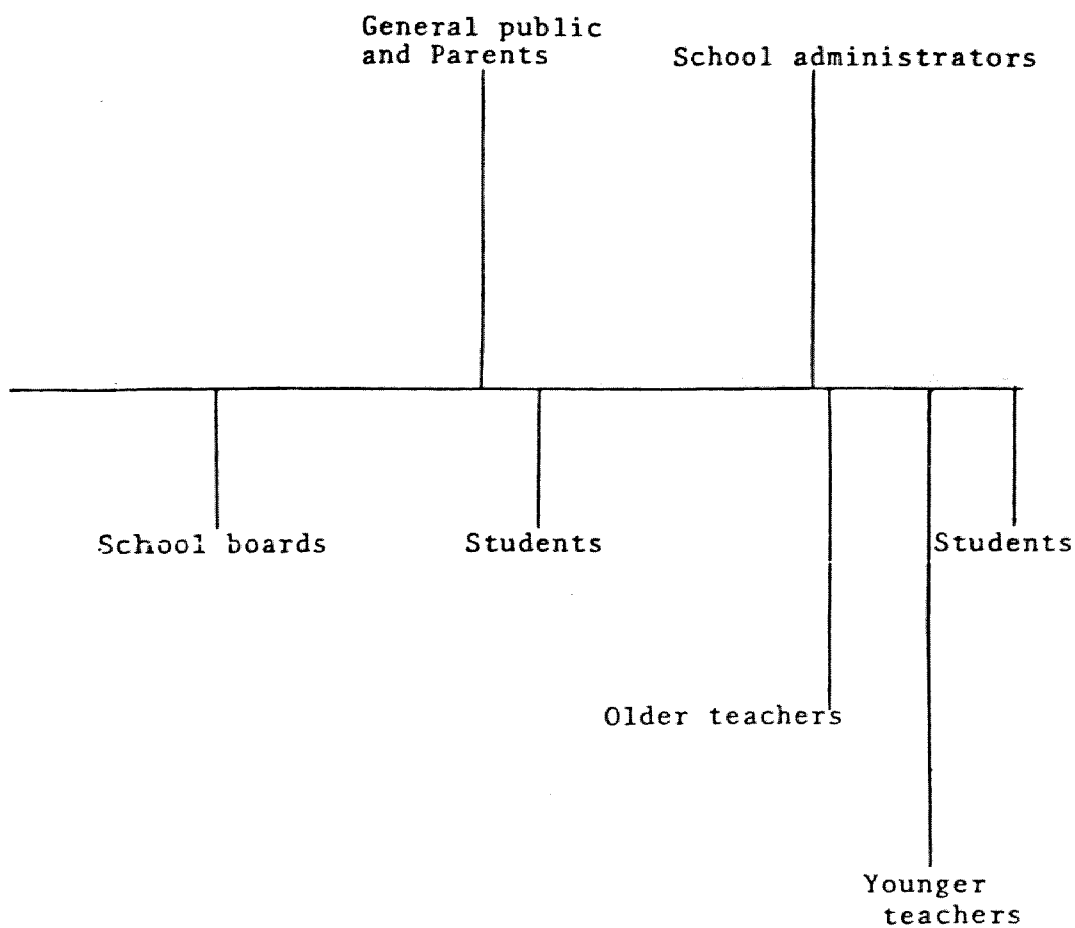 General public
and Parents
School administrators
School boards
Students
Students
Older teachers
Younger
teachers